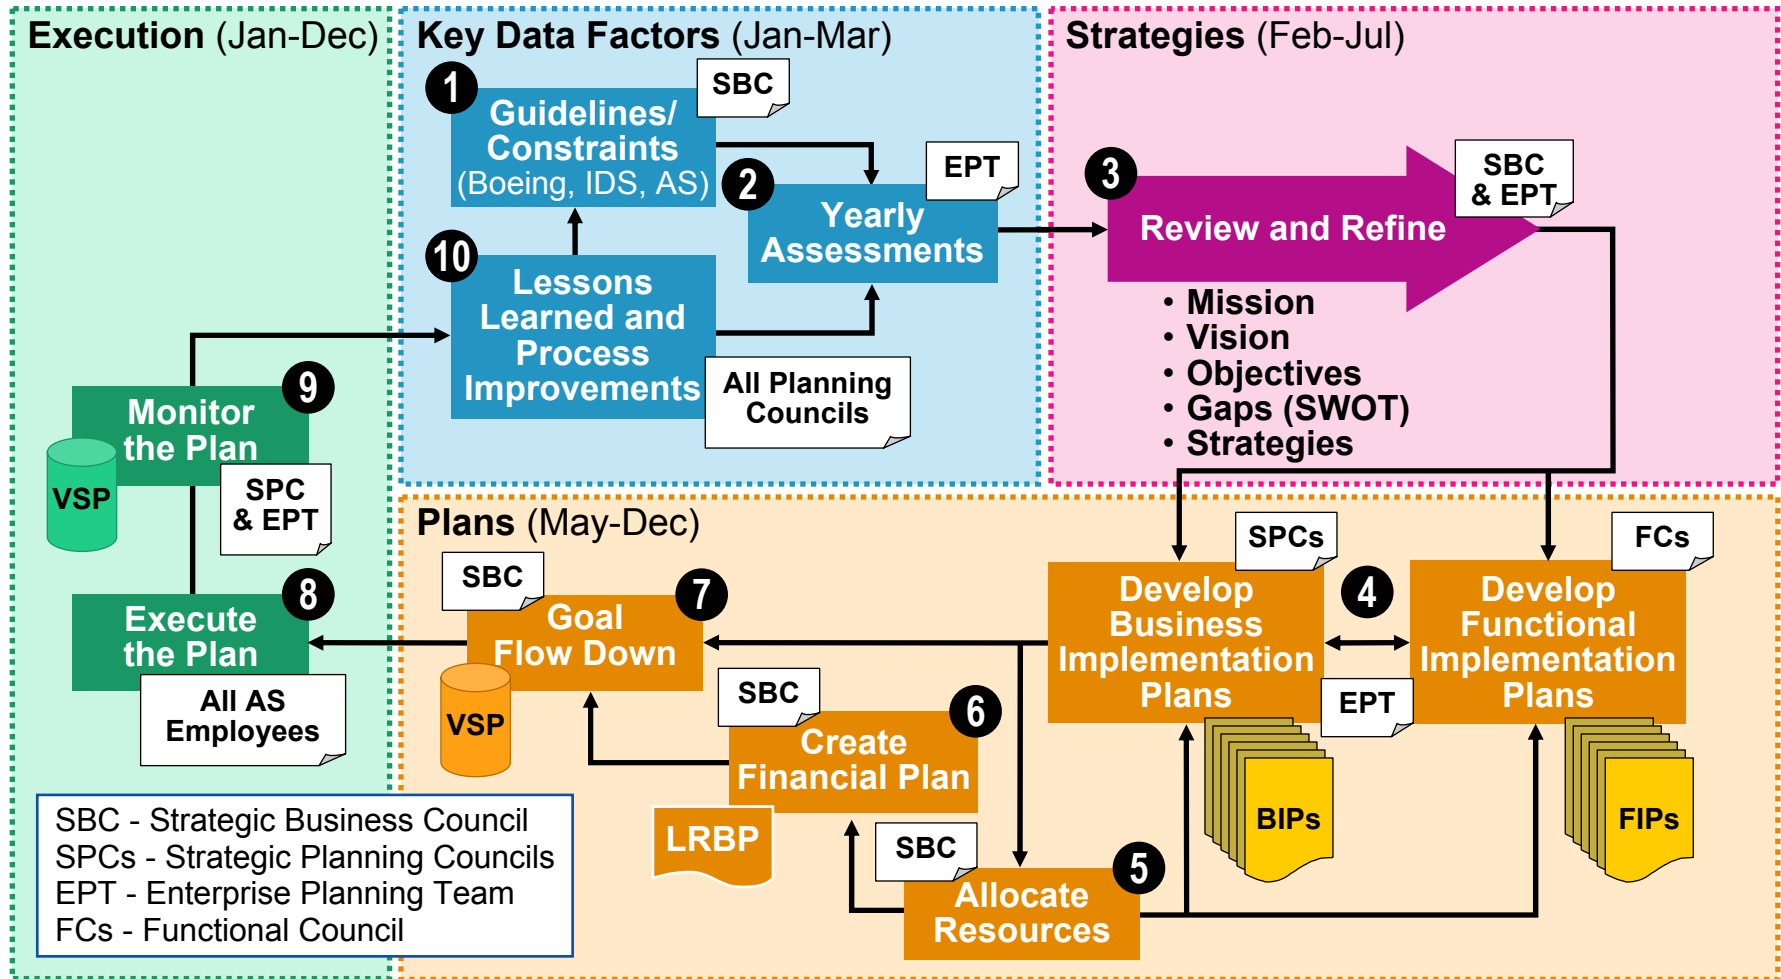 Execution (Jan-Dec)
Key Data Factors (Jan-Mar)
Strategies (Feb-Jul)
1
SBC
Guidelines/
Constraints
(Boeing, IDS, AS)
2
EPT
Yearly
Assessments
10
Lessons
Learned and
Process
Improvements
All Planning
Councils
3
SBC
& EPT
Review and Refine
• Mission
• Vision
• Objectives
• Gaps (SWOT)
• Strategies
9
Monitor
the Plan
VSP
SPC
& EPT
8
Execute
the Plan
All AS
Employees
Plans (May-Dec)
SPCs
Develop
Business
Implementation
Plans
4
EPT
FCs
Develop
Functional
Implementation
Plans
BIPs
FIPs
SBC
7
Goal
Flow Down
VSP
SBC
6
Create
Financial Plan
LRBP
SBC
5
Allocate
Resources
SBC - Strategic Business Council
SPCs - Strategic Planning Councils
EPT - Enterprise Planning Team
FCs - Functional Council